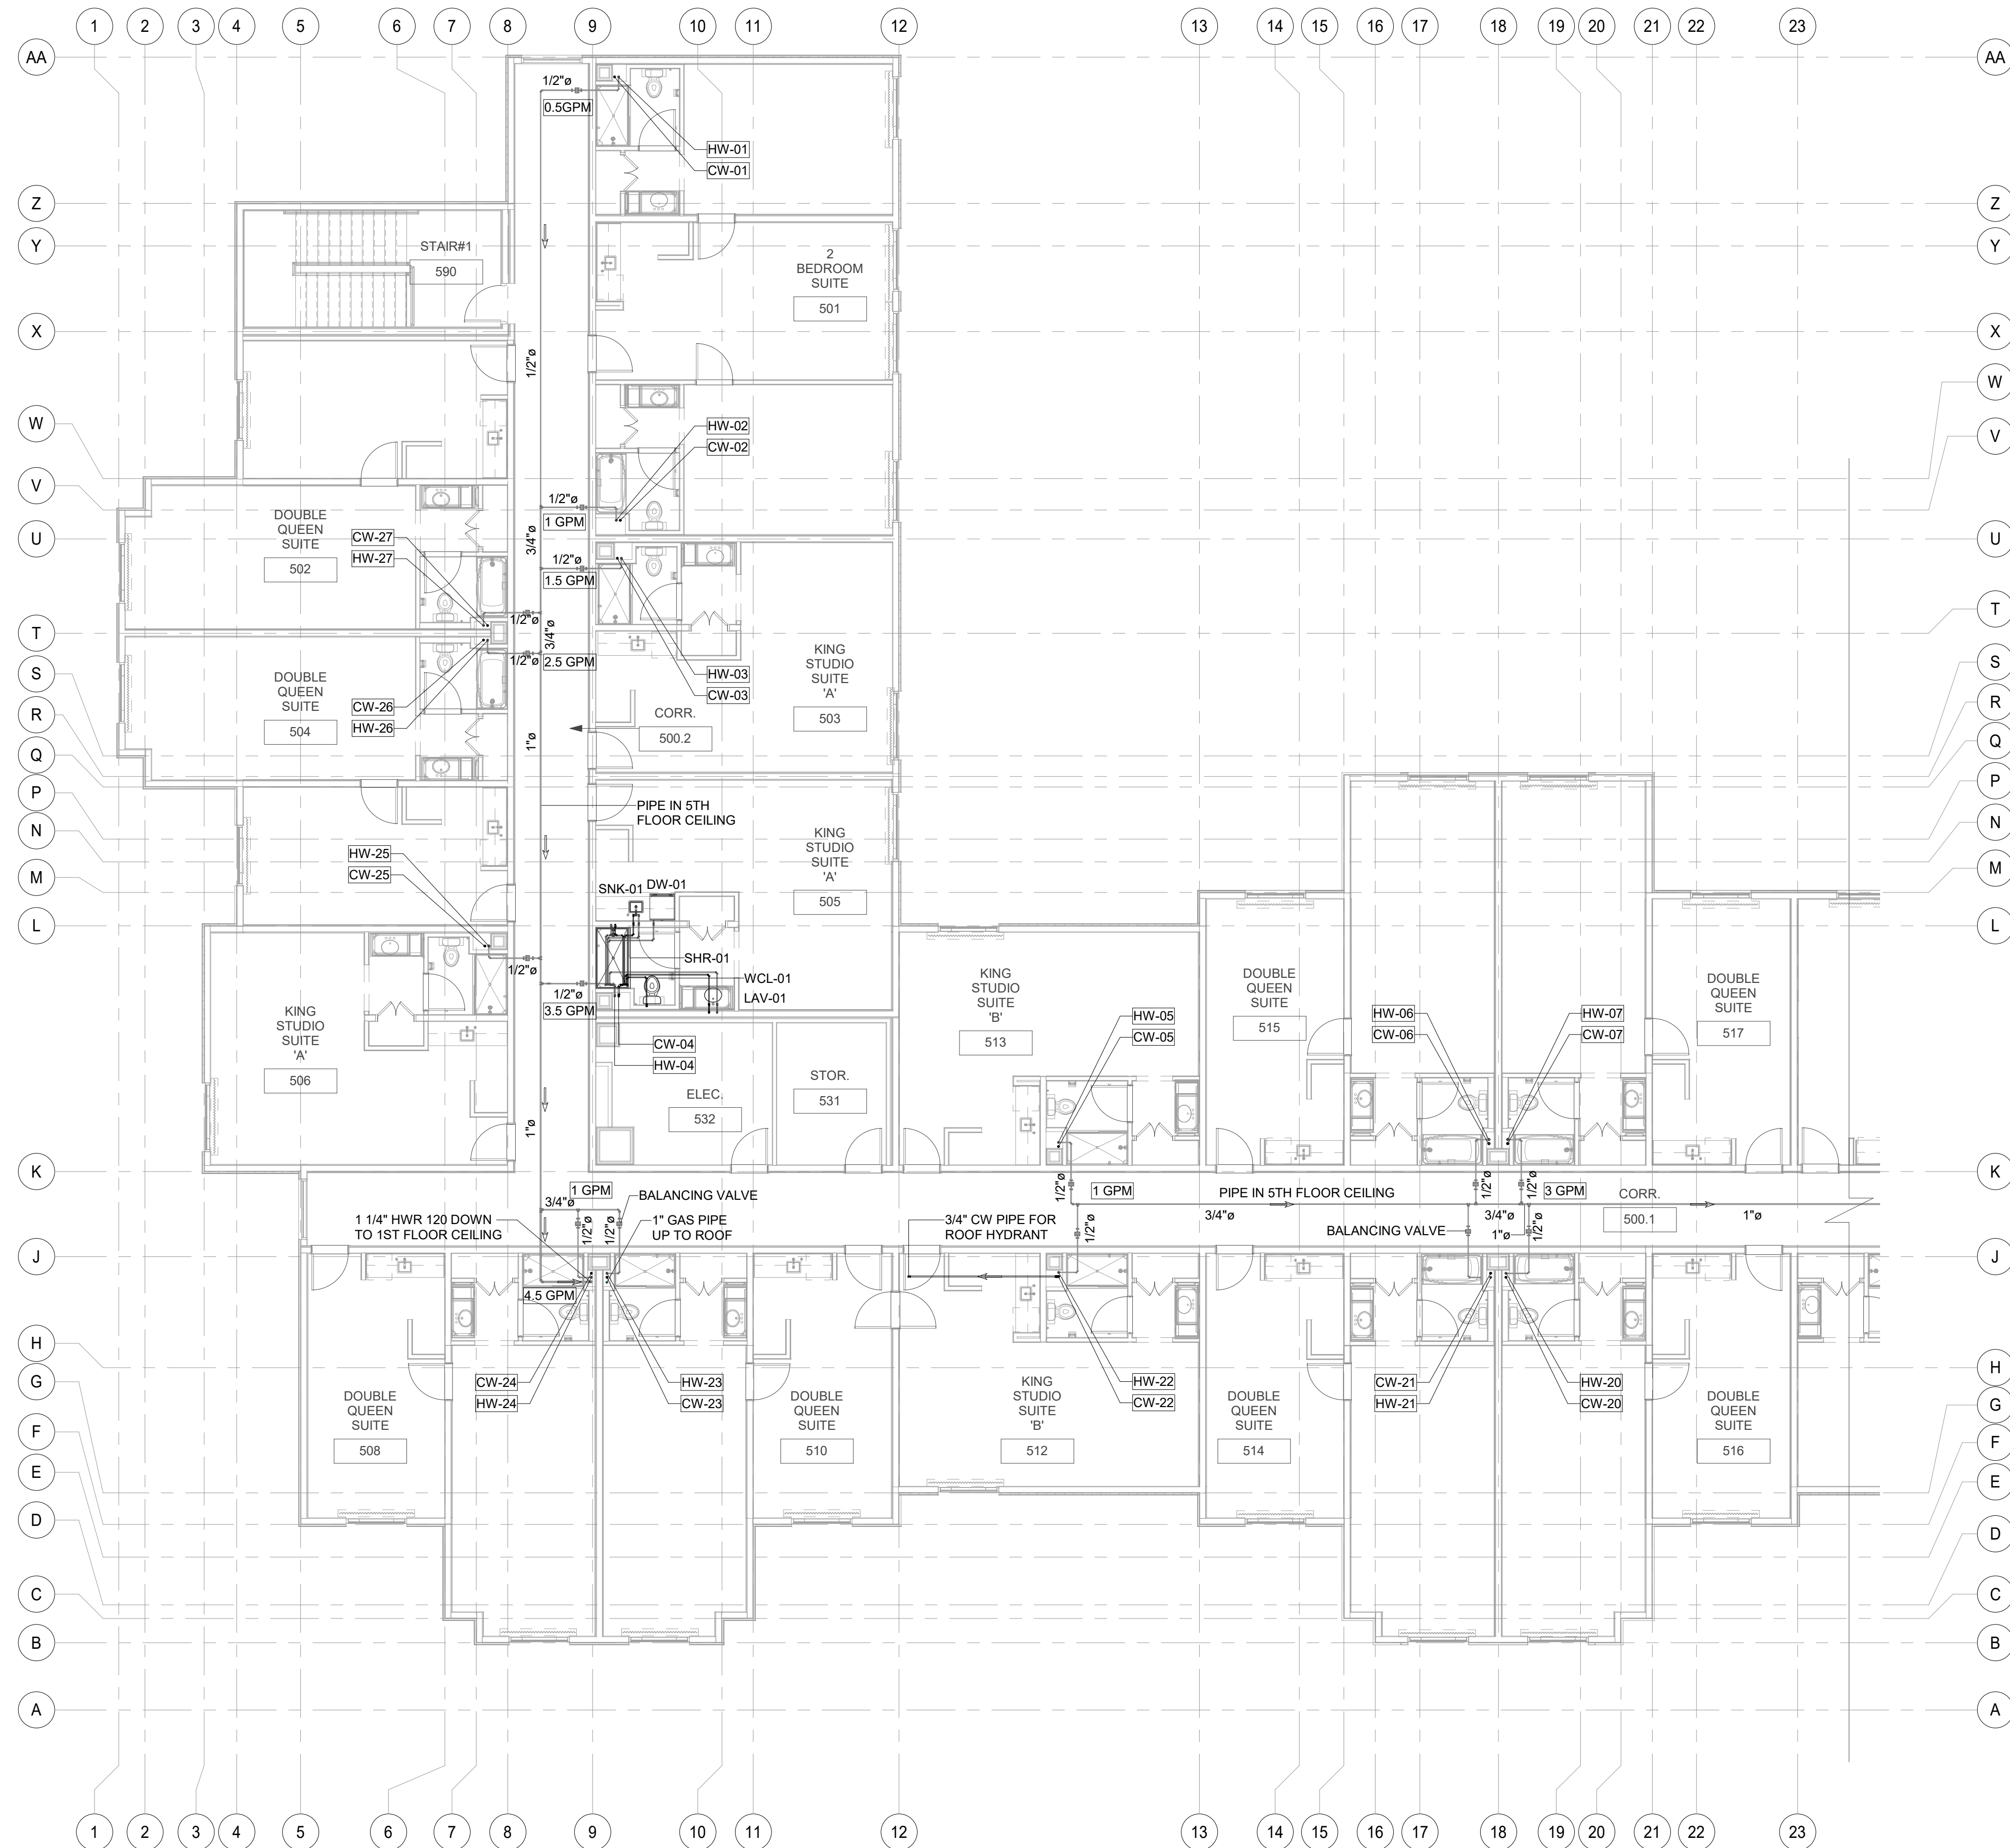 1 2 3 4 5 6 7 8 9 10 11 12 13 14 15 16 17 18 19 20 21 22 23
AA
AA
1/2"ø
0.5GPM
HW-01
CW-01
Z
Z
STAIR#1
590
Y
Y
2
BEDROOM
SUITE
501
X
X
1/2"ø
W
W
HW-02
CW-02
V
V
1/2"ø
1 GPM
DOUBLE
QUEEN
SUITE
502
CW-27
HW-27
3/4"ø
U
U
1/2"ø
1.5 GPM
T
T
1/2"ø
3/4"ø
1/2"ø
2.5 GPM
HW-03
CW-03
KING
STUDIO
SUITE
'A'
503
S
S
DOUBLE
QUEEN
SUITE
504
CW-26
HW-26
R
R
CORR.
500.2
1"ø
Q
Q
P
P
PIPE IN 5TH
FLOOR CEILING
N
N
KING
STUDIO
SUITE
'A'
505
HW-25
CW-25
M
M
SNK-01
DW-01
L
L
SHR-01
WCL-01
LAV-01
1/2"ø
1/2"ø
3.5 GPM
CW-04
HW-04
KING
STUDIO
SUITE
'A'
506
KING
STUDIO
SUITE
'B'
513
HW-05
CW-05
DOUBLE
QUEEN
SUITE
515
HW-06
CW-06
HW-07
CW-07
DOUBLE
QUEEN
SUITE
517
STOR.
531
ELEC.
532
1"ø
K
K
1 GPM
3/4"ø
BALANCING VALVE
1/2"ø
1/2"ø
1 1/4" HWR 120 DOWN
TO 1ST FLOOR CEILING
1" GAS PIPE
UP TO ROOF
3/4" CW PIPE FOR
ROOF HYDRANT
1/2"ø
1 GPM
1/2"ø
PIPE IN 5TH FLOOR CEILING
3/4"ø
1/2"ø
1/2"ø
3 GPM
BALANCING VALVE
3/4"ø
1"ø
1/2"ø
CORR.
500.1
1"ø
J
J
4.5 GPM
H
H
CW-24
HW-24
HW-23
CW-23
HW-22
CW-22
CW-21
HW-21
HW-20
CW-20
G
G
DOUBLE
QUEEN
SUITE
508
DOUBLE
QUEEN
SUITE
510
KING
STUDIO
SUITE
'B'
512
DOUBLE
QUEEN
SUITE
514
DOUBLE
QUEEN
SUITE
516
F
F
E
E
D
D
C
C
B
B
A
A
1 2 3 4 5 6 7 8 9 10 11 12 13 14 15 16 17 18 19 20 21 22 23